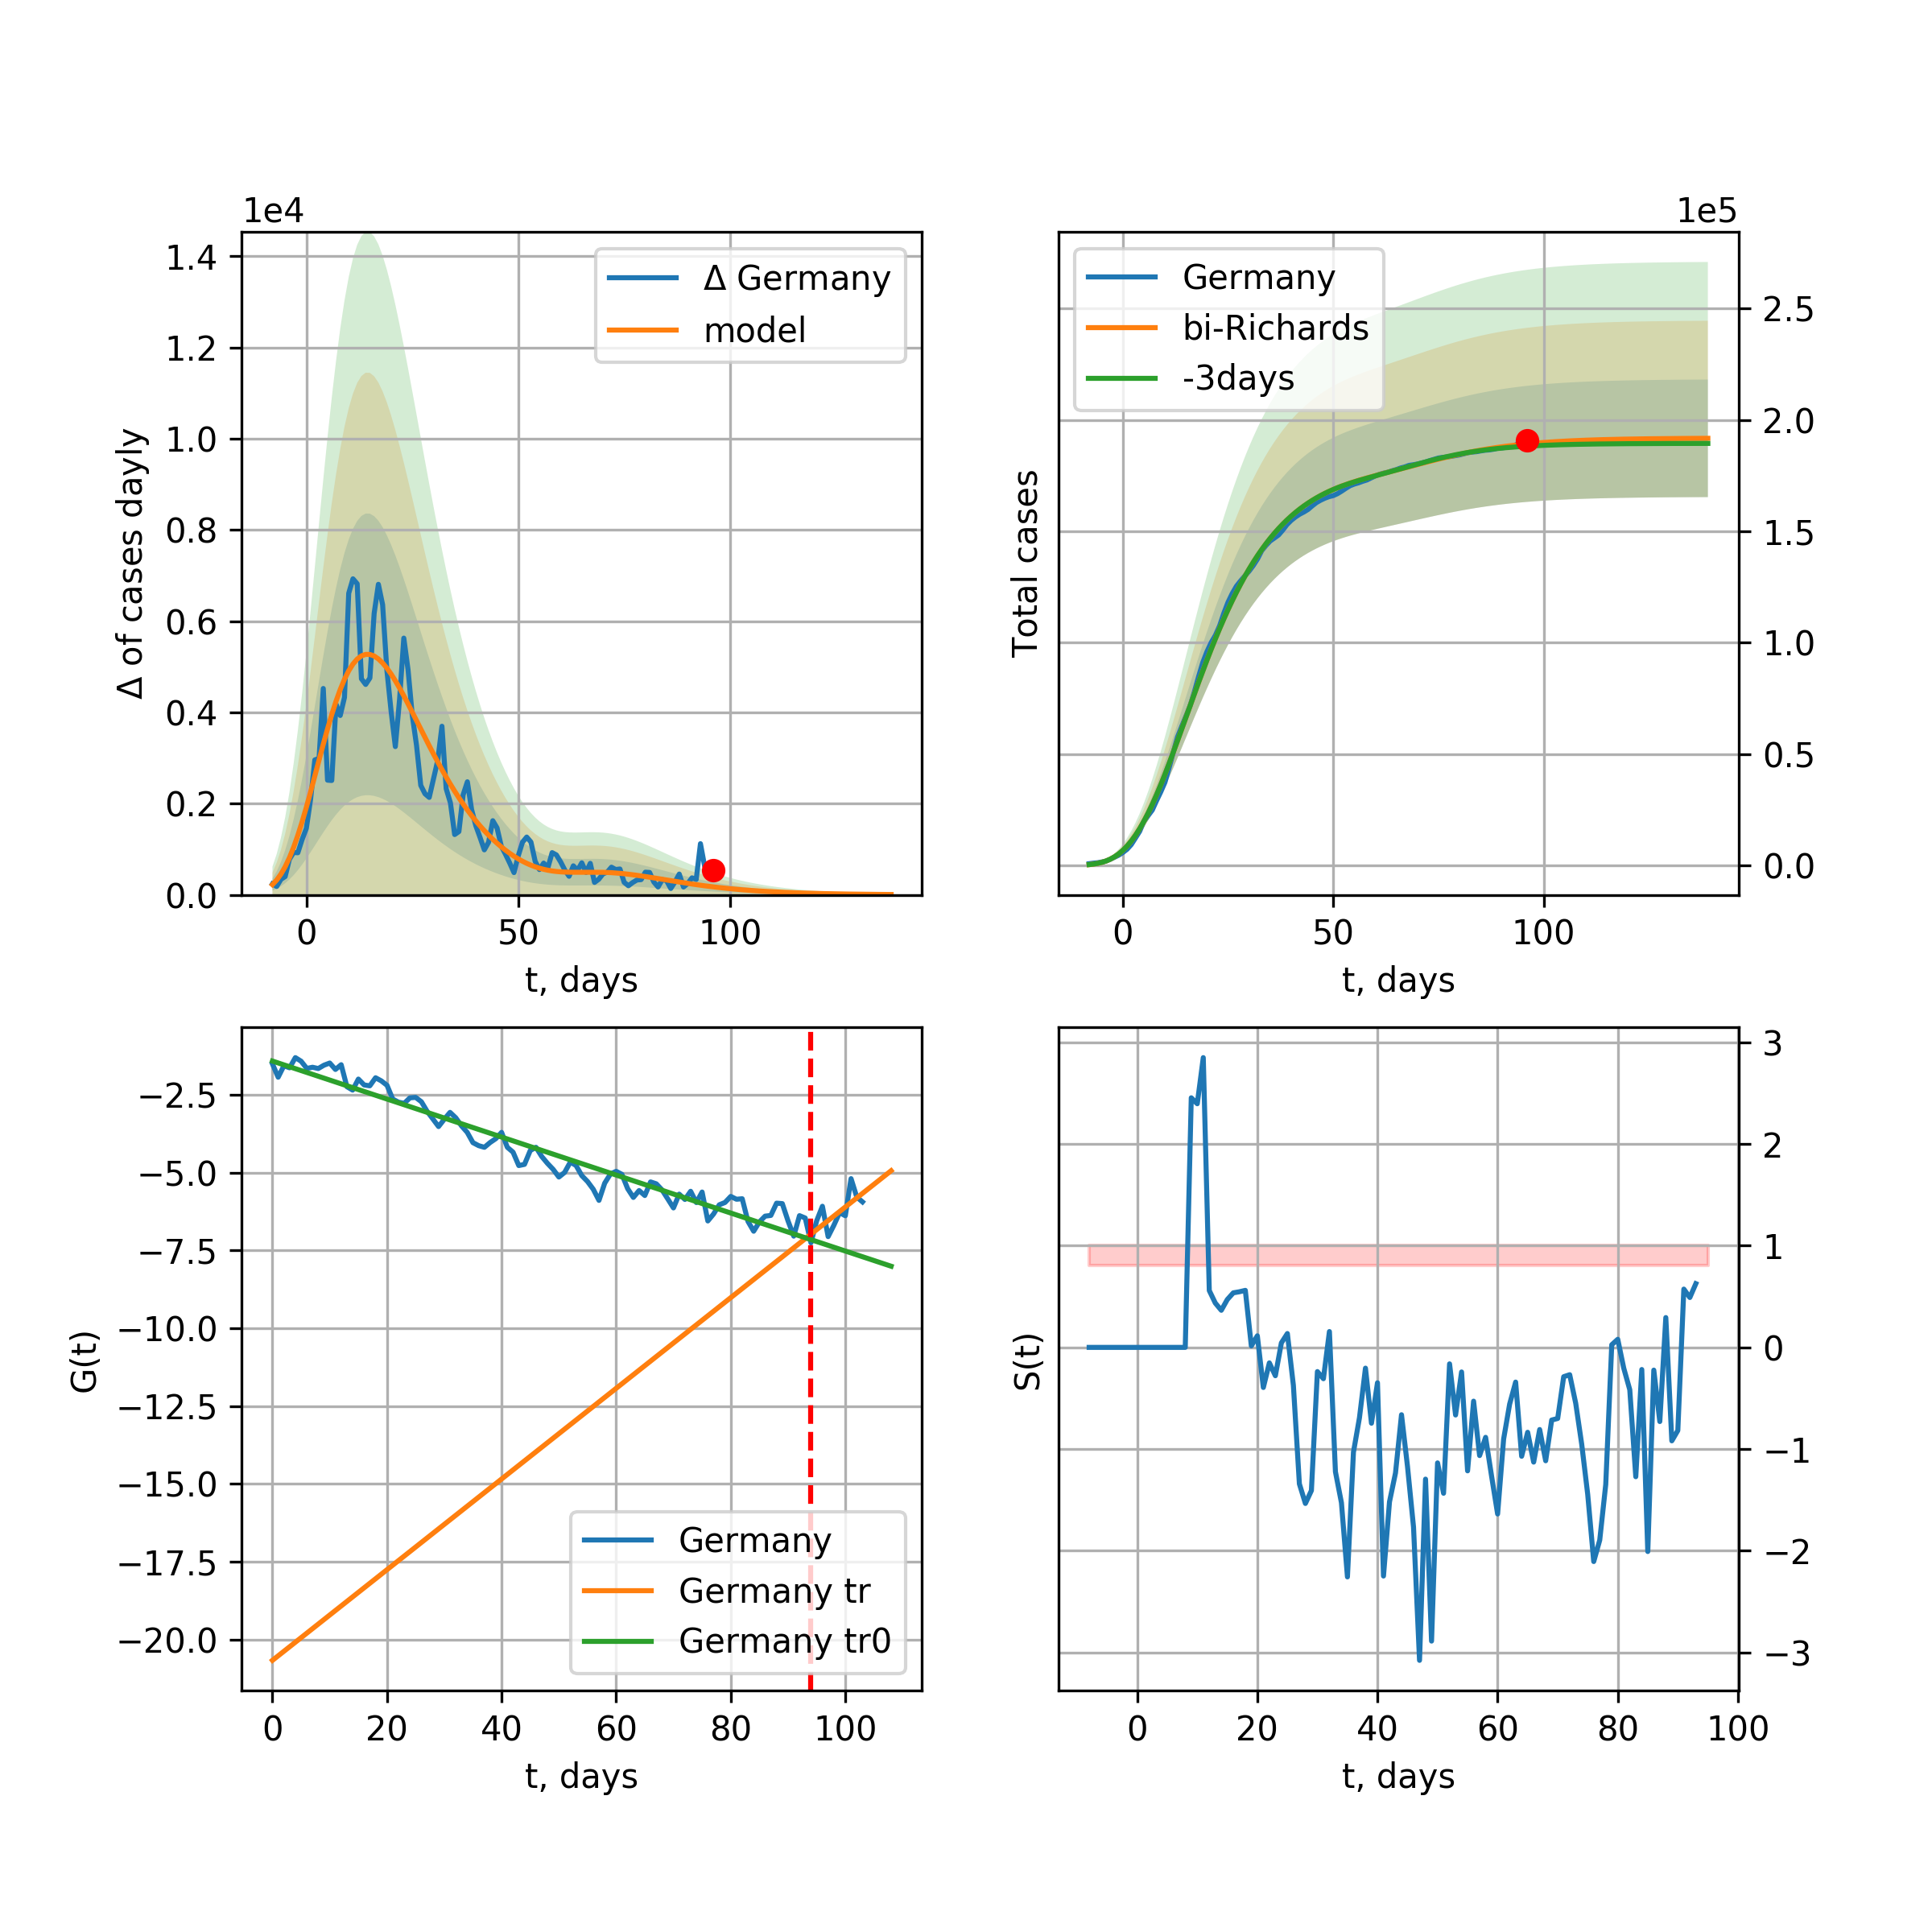 1e4
1.4
1.2
1.0
0.8
0.6
0.4
0.2
0.0
Δ of cases dayly
0 50 100
t, days
Δ Germany
model
1e5
2.5
2.0
1.5
1.0
0.5
0.0
Total cases
0 50 100
t, days
Germany
bi-Richards
-3days
−2.5
−5.0
−7.5
−10.0
−12.5
−15.0
−17.5
−20.0
G(t)
0 20 40 60 80 100
t, days
Germany
Germany tr
Germany tr0
3
2
1
0
−1
−2
−3
S(t)
0 20 40 60 80 100
t, days